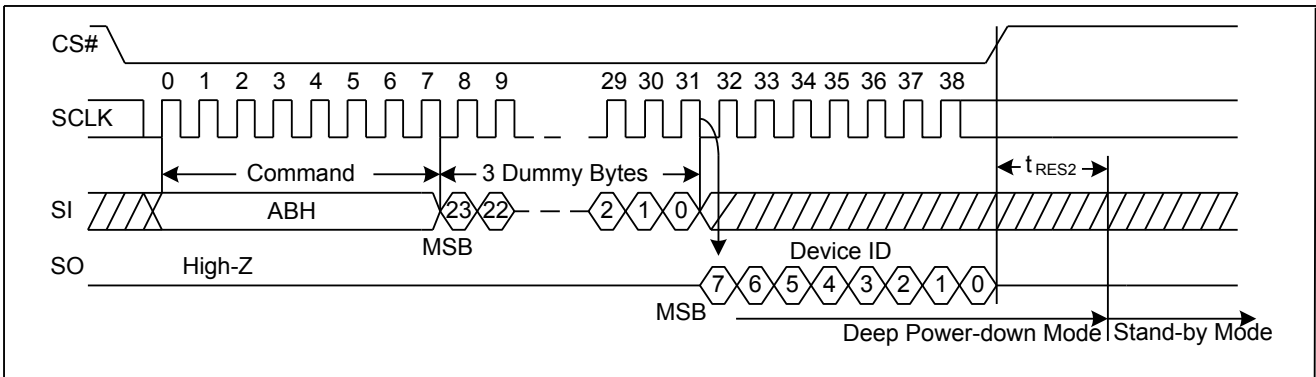 CS#
0 1 2 3 4 5 6 7 8 9 29 30 31 32 33 34 35 36 37 38
SCLK
Command 3 Dummy Bytes tRES2
SI ABH 23 22 2 1 0
MSB Device ID
SO High-Z
7 6 5 4 3 2 1 0
MSB
Deep Power-down Mode Stand-by Mode